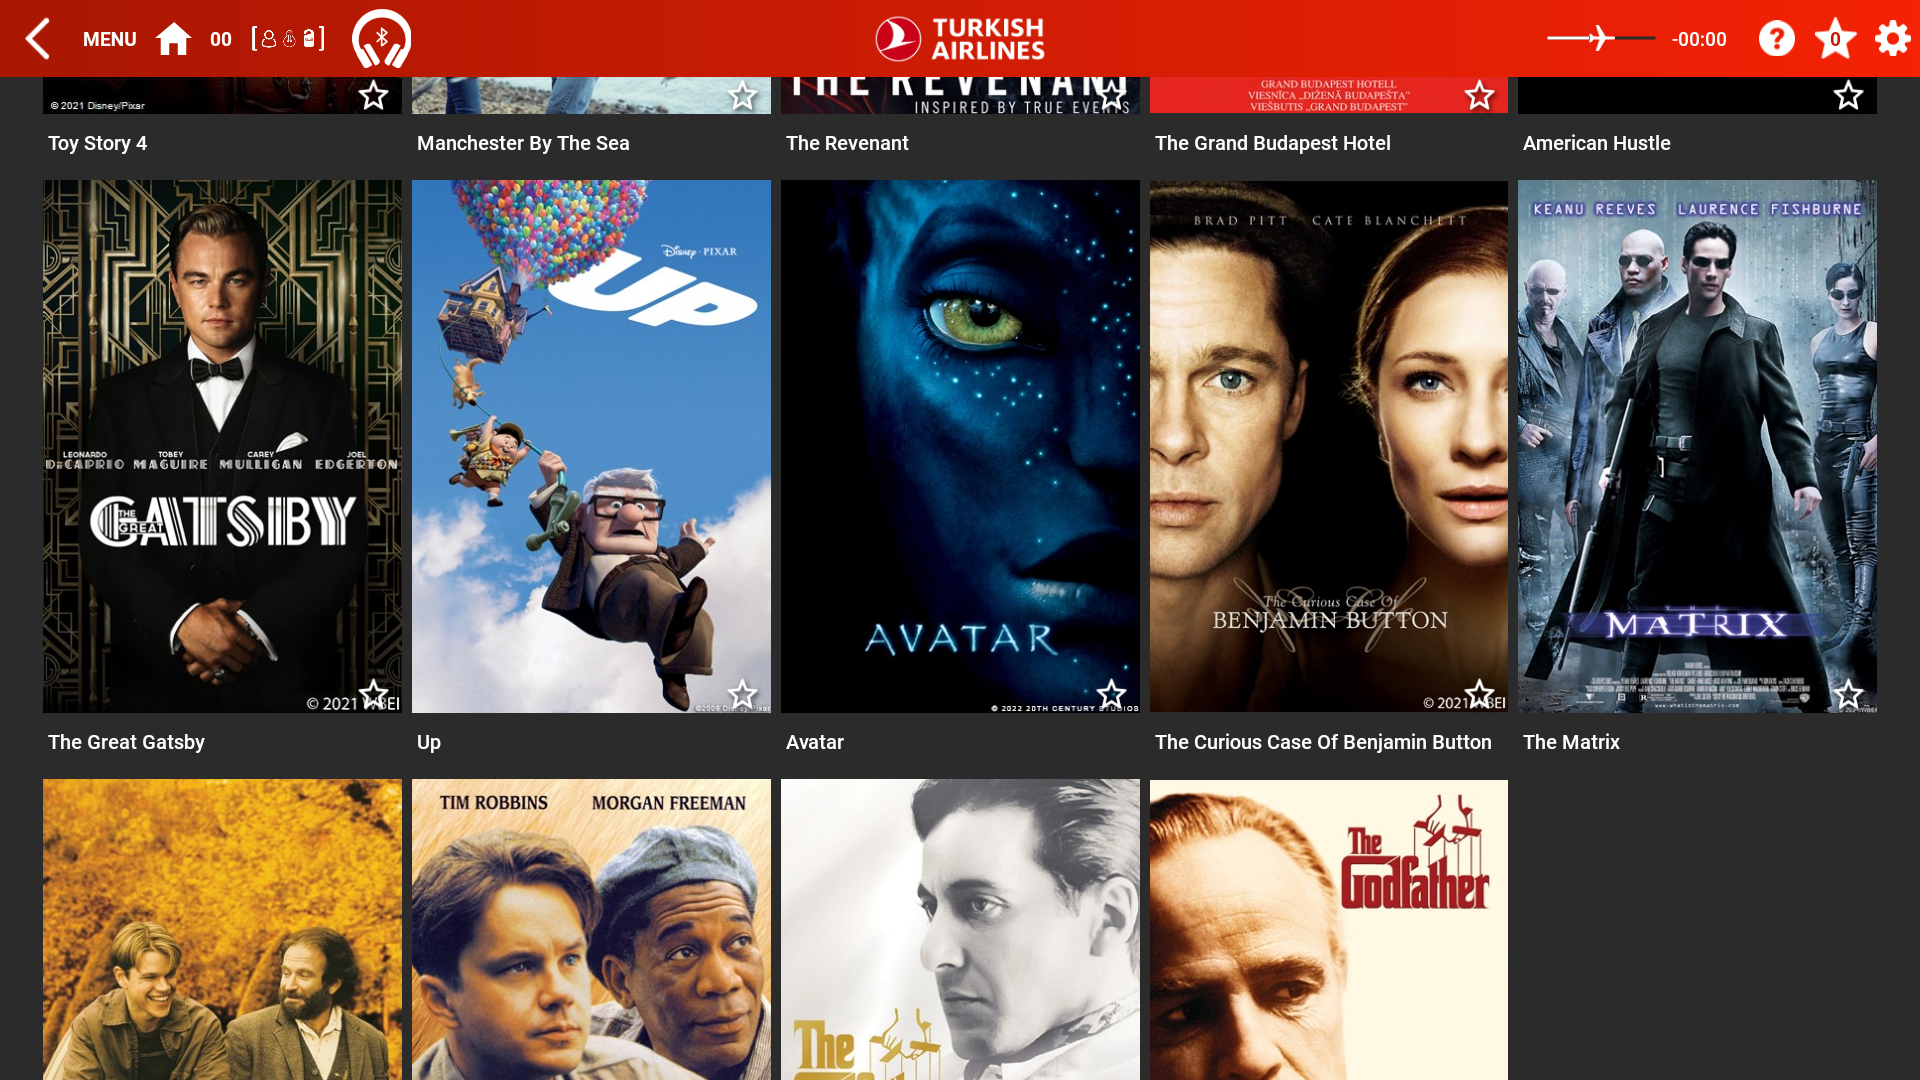 MENU
00
TURKISH
AIRLINES
-00:00
0
© 2021 Disney/Pixar
THE REVENANT
INSPIRED BY TRUE EVENTS
GRAND BUDAPEST HOTELL
VIESNĪCA „DIŽENĀ BUDAPEŠTA”
VIEŠBUTIS „GRAND BUDAPEST”
Toy Story 4
Manchester By The Sea
The Revenant
The Grand Budapest Hotel
American Hustle
LEONARDO
DiCAPRIO
TOBEY
MAGUIRE
CAREY
MULLIGAN
JOEL
EDGERTON
THE GREAT GATSBY
© 2021 WBEI
Disney · PIXAR
UP
©2009 Disney/Pixar
AVATAR
© 2022 20TH CENTURY STUDIOS
BRAD PITT CATE BLANCHETT
The Curious Case Of
BENJAMIN BUTTON
© 2021 WBEI
KEANU REEVES LAURENCE FISHBURNE
THE
MATRIX
www.whatisthematrix.com
The Great Gatsby
Up
Avatar
The Curious Case Of Benjamin Button
The Matrix
TIM ROBBINS MORGAN FREEMAN
The
The
Godfather